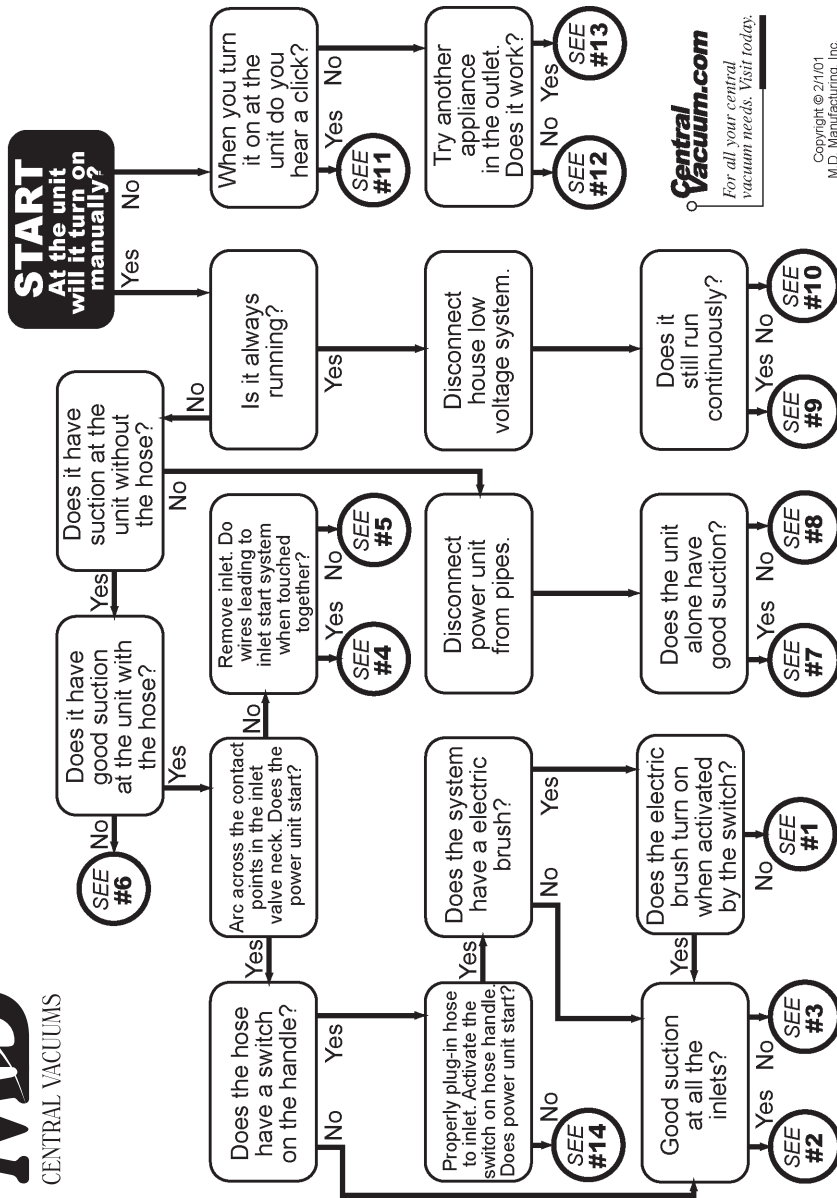 CENTRAL VACUUMS
START
At the unit
will it turn on
manually?
Yes
No
When you turn
it on at the
unit do you
hear a click?
Yes
No
SEE
#11
Try another
appliance
in the outlet.
Does it work?
No
Yes
SEE
#12
SEE
#13
Is it always
running?
No
Yes
Disconnect
house low
voltage system.
Does it
still run
continuously?
Yes
No
SEE
#9
SEE
#10
Does it have
suction at the
unit without
the hose?
Yes
No
Disconnect
power unit
from pipes.
Does the unit
alone have
good suction?
Yes
No
SEE
#7
SEE
#8
Does it have
good suction
at the unit with
the hose?
No
Yes
SEE
#6
Arc across the contact
points in the inlet
valve neck. Does the
power unit start?
Yes
No
Remove inlet. Do
wires leading to
inlet start system
when touched
together?
Yes
No
SEE
#4
SEE
#5
Does the hose
have a switch
on the handle?
No
Yes
Properly plug-in hose
to inlet. Activate the
switch on hose handle.
Does power unit start?
Yes
No
SEE
#14
Does the system
have a electric
brush?
No
Yes
Does the electric
brush turn on
when activated
by the switch?
Yes
No
SEE
#1
Good suction
at all the
inlets?
Yes
No
SEE
#2
SEE
#3
Central
Vacuum.com
For all your central
vacuum needs. Visit today.
Copyright © 2/1/01
M.D. Manufacturing, Inc.